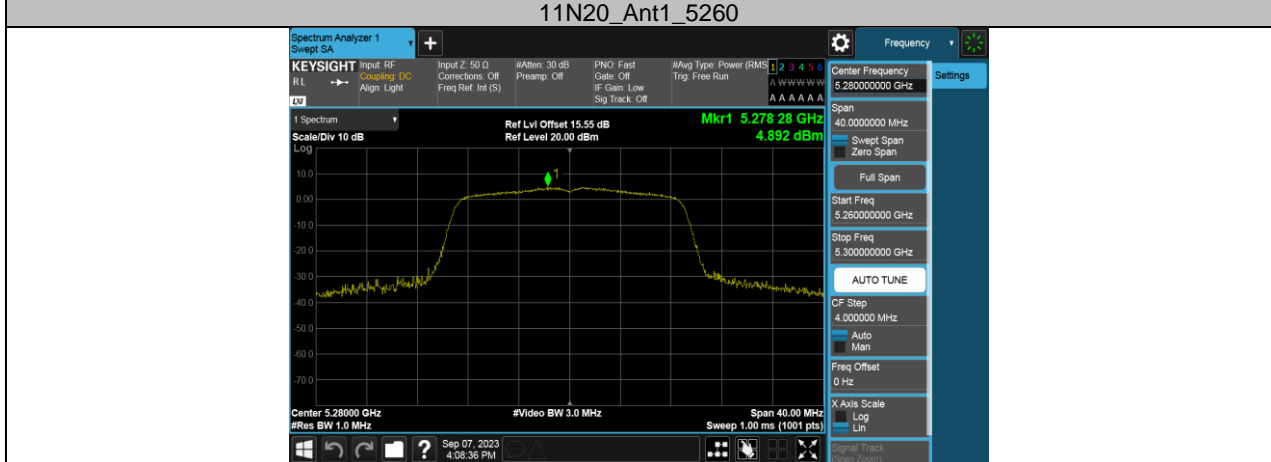 11N20_Ant1_5260
Spectrum Analyzer 1
Swept SA
+
Frequency
KEYSIGHT
RL
LXI
Input: RF
Coupling: DC
Align: Light
Input Z: 50 Ω
Corrections: Off
Freq Ref: Int (S)
#Atten: 30 dB
Preamp: Off
PNO: Fast
Gate: Off
IF Gain: Low
Sig Track: Off
#Avg Type: Power (RMS
Trig: Free Run
1 2 3 4 5 6
A W W W W W
A A A A A A
Center Frequency
5.280000000 GHz
Settings
Span
40.0000000 MHz
Swept Span
Zero Span
Full Span
Start Freq
5.260000000 GHz
Stop Freq
5.300000000 GHz
AUTO TUNE
CF Step
4.000000 MHz
Auto
Man
Freq Offset
0 Hz
X Axis Scale
Log
Lin
Signal Track
(Span Zoom)
1 Spectrum
Scale/Div 10 dB
Log
Ref Lvl Offset 15.55 dB
Ref Level 20.00 dBm
Mkr1 5.278 28 GHz
4.892 dBm
1
10.0
0.00
-10.0
-20.0
-30.0
-40.0
-50.0
-60.0
-70.0
Center 5.28000 GHz
#Res BW 1.0 MHz
#Video BW 3.0 MHz
Span 40.00 MHz
Sweep 1.00 ms (1001 pts)
?
Sep 07, 2023
4:08:36 PM